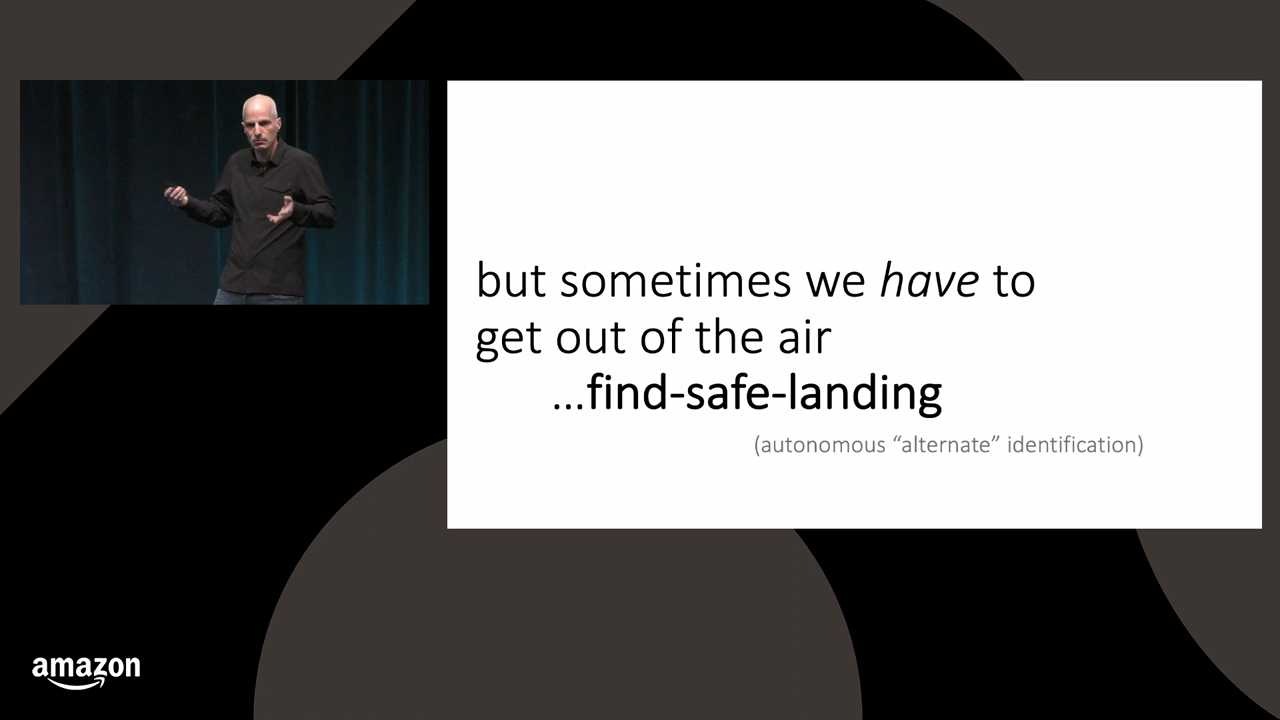 but sometimes we have to
get out of the air
...find-safe-landing
(autonomous “alternate” identification)
amazon